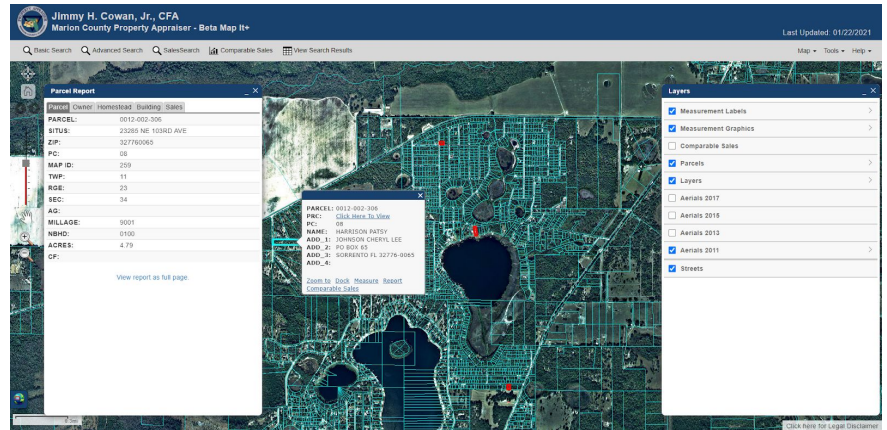 Jimmy H. Cowan, Jr., CFA
Marion County Property Appraiser - Beta Map It+
Last Updated: 01/22/2021
Basic Search Advanced Search SalesSearch Comparable Sales View Search Results Map Tools Help
Parcel Report _ ×
Parcel Owner Homestead Building Sales
PARCEL: 0012-002-306
SITUS: 23265 NE 103RD AVE
ZIP: 327760065
PC: 08
MAP ID: 259
TWP: 11
RGE: 23
SEC: 34
AG:
MILLAGE: 9001
NBHD: 0100
ACRES: 4.79
CF:
View report as full page.
×
PARCEL: 0012-002-306
PRC: Click Here To View
PC: 08
NAME: HARRISON PATSY
ADD_1: JOHNSON CHERYL LEE
ADD_2: PO BOX 65
ADD_3: SORRENTO FL 32776-0065
ADD_4:
Zoom to Dock Measure Report
Comparable Sales
Layers _ ×
Measurement Labels
Measurement Graphics
Comparable Sales
Parcels
Layers
Aerials 2017
Aerials 2015
Aerials 2013
Aerials 2011
Streets
Click here for Legal Disclaimer